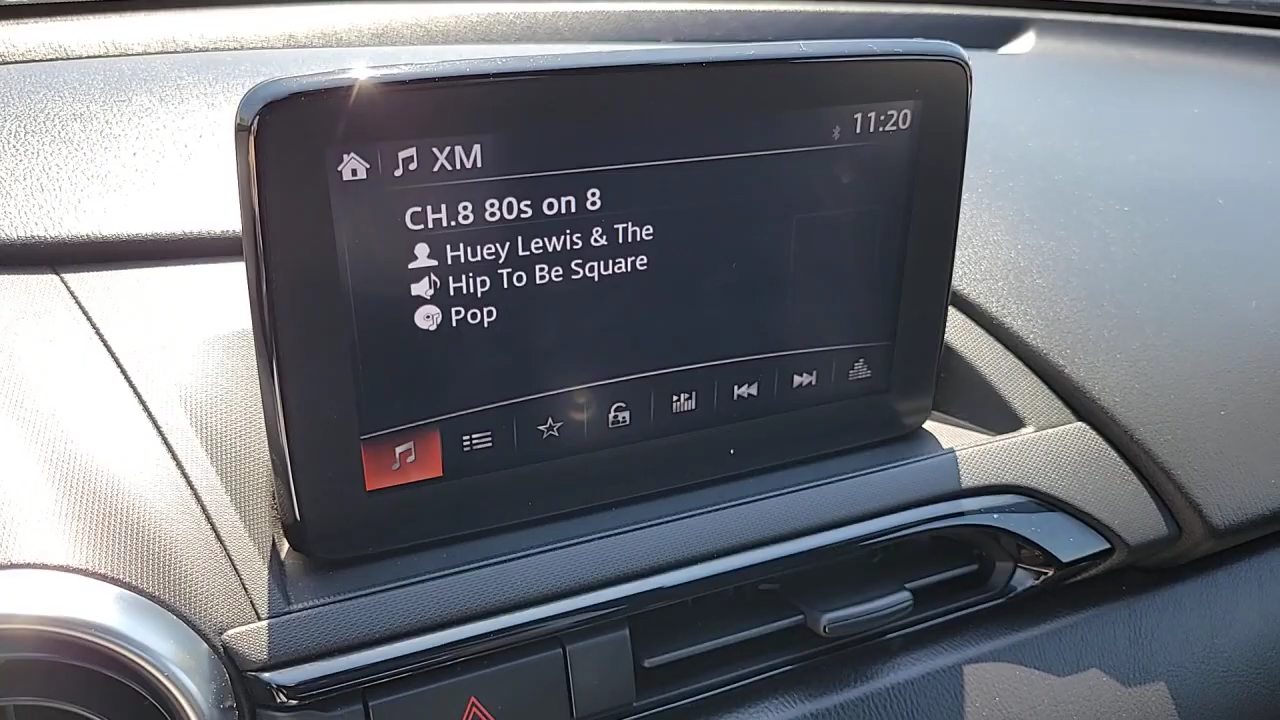 XM
11:20
CH.8 80s on 8
Huey Lewis & The
Hip To Be Square
Pop